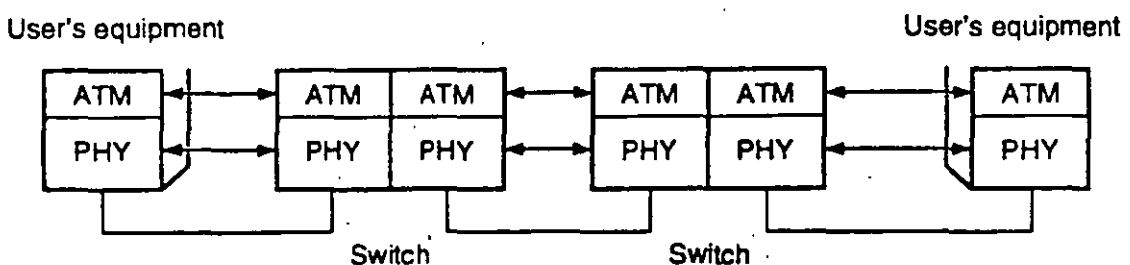 User's equipment User's equipment
ATM ATM ATM ATM ATM ATM
PHY PHY PHY PHY PHY PHY
Switch Switch